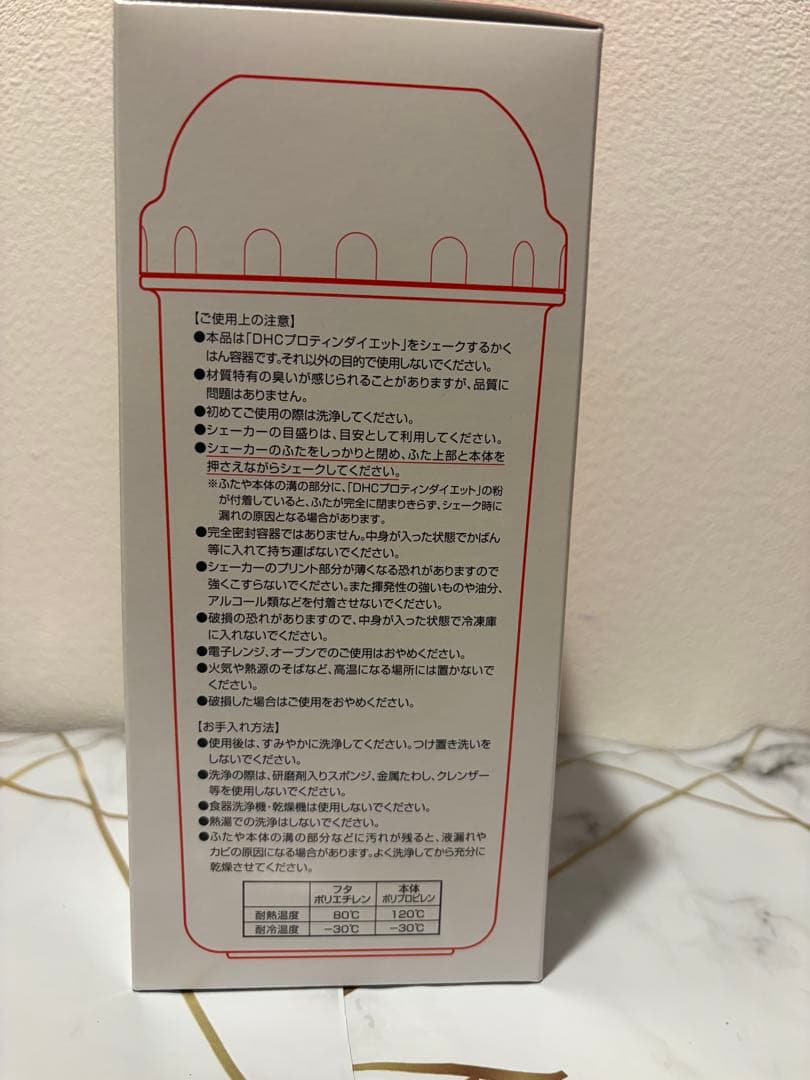 【ご使用上の注意】
●本品は「DHCプロティンダイエット」をシェークするかく
はん容器です。それ以外の目的で使用しないでください。
●材質特有の臭いが感じられることがありますが、品質に
問題はありません。
●初めてご使用の際は洗浄してください。
●シェーカーの目盛りは、目安として利用してください。
●シェーカーのふたをしっかりと閉め、ふた上部と本体を
押さえながらシェークしてください。
※ふたや本体の溝の部分に、「DHCプロティンダイエット」の粉
が付着していると、ふたが完全に閉まりきらず、シェーク時に
漏れの原因となる場合があります。
●完全密封容器ではありません。中身が入った状態でかばん
等に入れて持ち運ばないでください。
●シェーカーのプリント部分が薄くなる恐れがありますので
強くこすらないでください。また揮発性の強いものや油分、
アルコール類などを付着させないでください。
●破損の恐れがありますので、中身が入った状態で冷凍庫
に入れないでください。
●電子レンジ、オーブンでのご使用はおやめください。
●火気や熱源のそばなど、高温になる場所には置かないで
ください。
●破損した場合はご使用をおやめください。
【お手入れ方法】
●使用後は、すみやかに洗浄してください。つけ置き洗いを
しないでください。
●洗浄の際は、研磨剤入りスポンジ、金属たわし、クレンザー
等を使用しないでください。
●食器洗浄機・乾燥機は使用しないでください。
●熱湯での洗浄はしないでください。
●ふたや本体の溝の部分などに汚れが残ると、液漏れや
カビの原因になる場合があります。よく洗浄してから充分に
乾燥させてください。
フタ 本体
ポリエチレン ポリプロピレン
耐熱温度 80℃ 120℃
耐冷温度 −30℃ −30℃